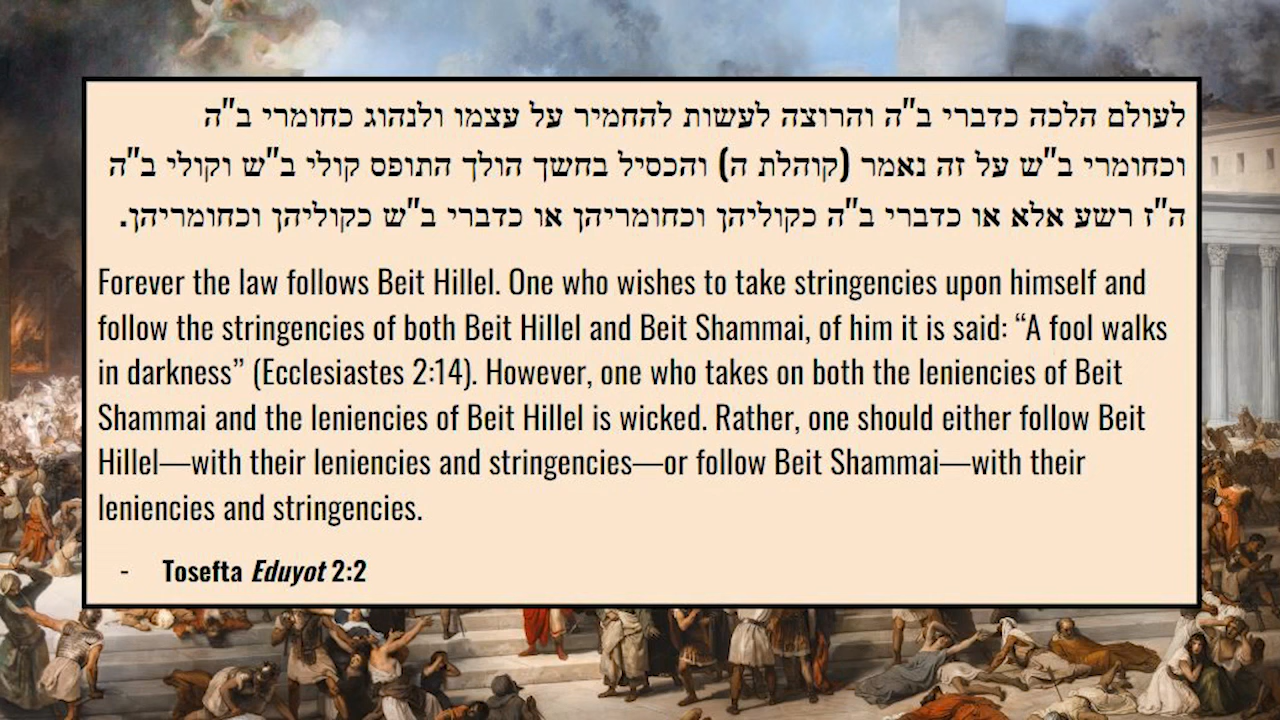 לעולם הלכה כדברי ב"ה והרוצה לעשות להחמיר על עצמו ולנהוג כחומרי ב"ה
וכחומרי ב"ש על זה נאמר (קוהלת ה) והכסיל בחשך הולך התופס קולי ב"ש וקולי ב"ה
ה"ז רשע אלא או כדברי ב"ה כקוליהן וכחומריהן או כדברי ב"ש כקוליהן וכחומריהן.
Forever the law follows Beit Hillel. One who wishes to take stringencies upon himself and
follow the stringencies of both Beit Hillel and Beit Shammai, of him it is said: “A fool walks
in darkness” (Ecclesiastes 2:14). However, one who takes on both the leniencies of Beit
Shammai and the leniencies of Beit Hillel is wicked. Rather, one should either follow Beit
Hillel—with their leniencies and stringencies—or follow Beit Shammai—with their
leniencies and stringencies.
- Tosefta Eduyot 2:2